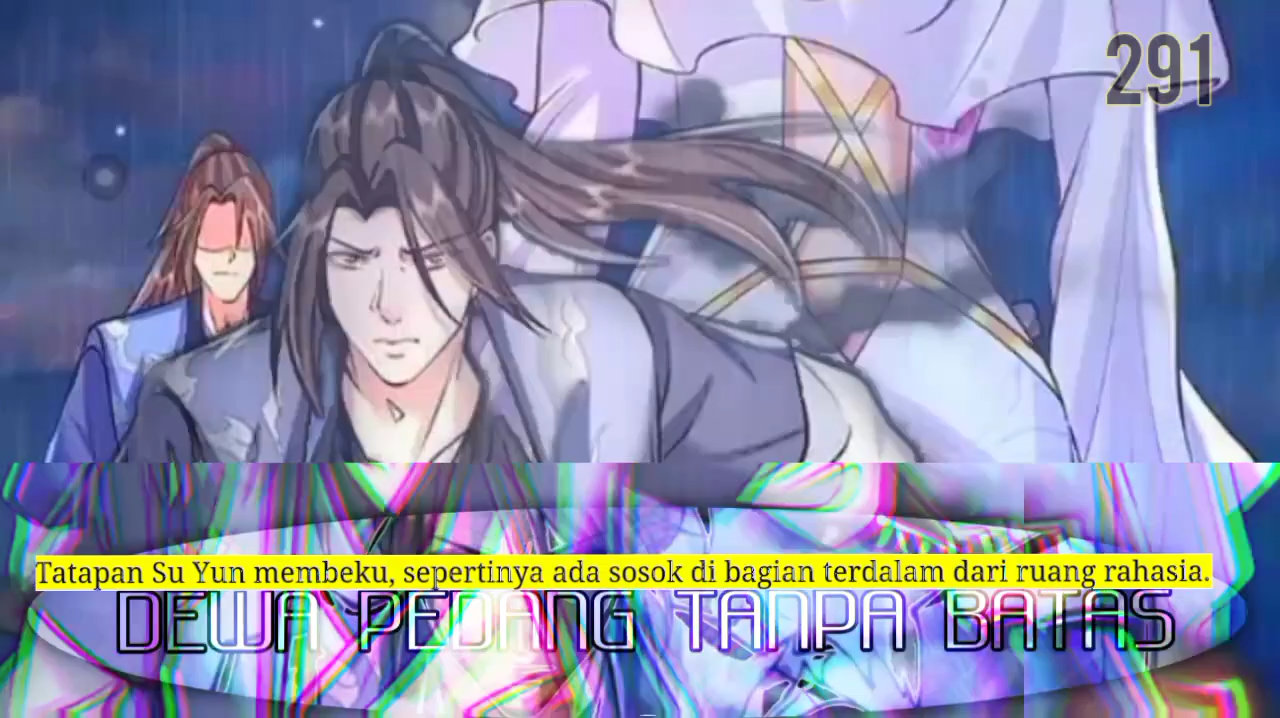 291
Tatapan Su Yun membeku, sepertinya ada sosok di bagian terdalam dari ruang rahasia.
DEWA PEDANG TANPA BATAS